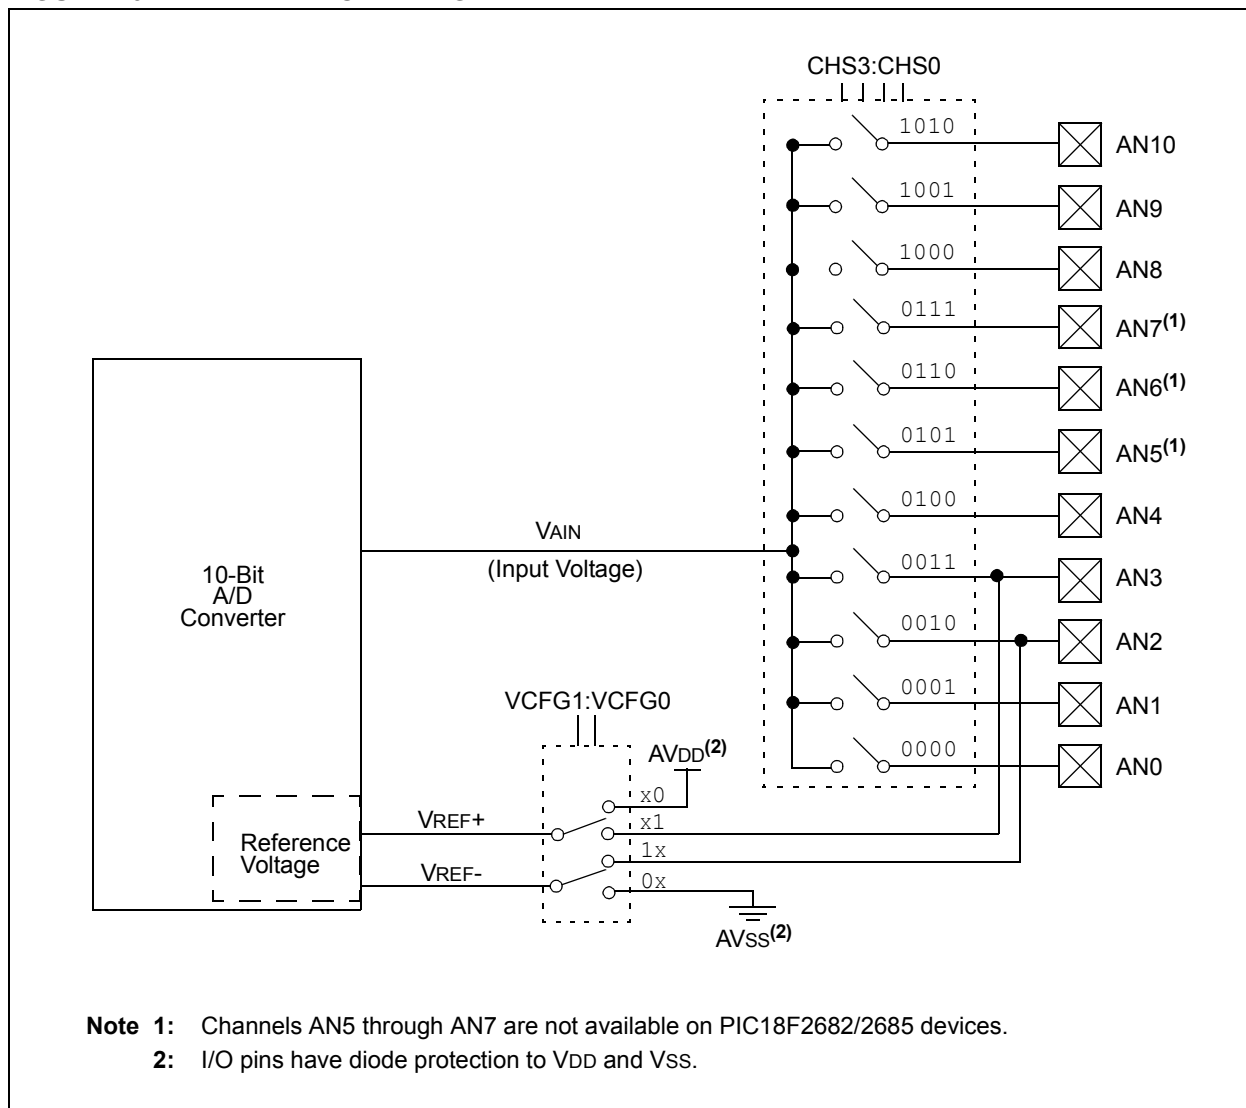 CHS3:CHS0
1010
AN10
1001
AN9
1000
AN8
0111
AN7(1)
0110
AN6(1)
0101
AN5(1)
0100
AN4
VAIN
(Input Voltage)
0011
AN3
10-Bit
A/D
Converter
0010
AN2
VCFG1:VCFG0
0001
AN1
AVDD(2)
0000
AN0
x0
VREF+
x1
Reference
Voltage
1x
VREF-
0x
AVSS(2)
Note 1: Channels AN5 through AN7 are not available on PIC18F2682/2685 devices.
2: I/O pins have diode protection to VDD and VSS.